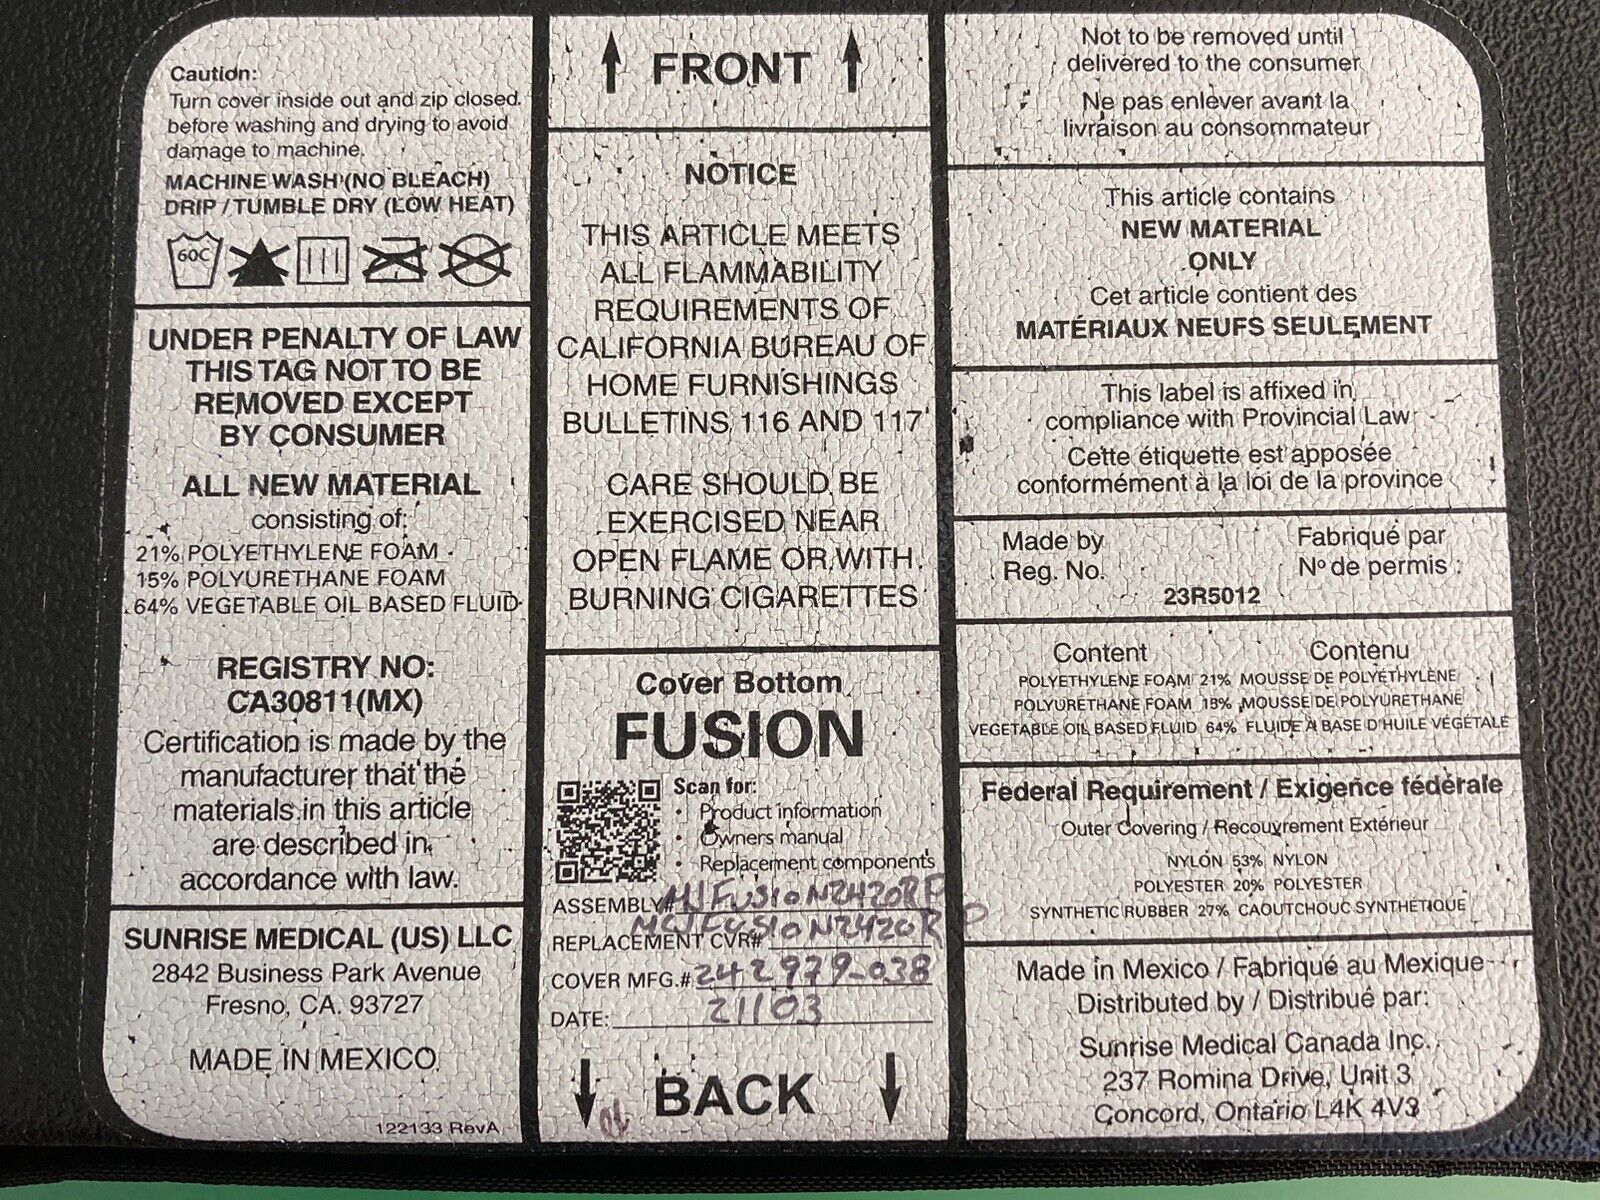 Caution:
Turn cover inside out and zip closed.
before washing and drying to avoid
damage to machine.
MACHINE WASH (NO BLEACH)
DRIP / TUMBLE DRY (LOW HEAT)
60C
UNDER PENALTY OF LAW
THIS TAG NOT TO BE
REMOVED EXCEPT
BY CONSUMER
ALL NEW MATERIAL
consisting of:
21% POLYETHYLENE FOAM
15% POLYURETHANE FOAM
64% VEGETABLE OIL BASED FLUID
REGISTRY NO:
CA30811(MX)
Certification is made by the
manufacturer that the
materials in this article
are described in
accordance with law.
SUNRISE MEDICAL (US) LLC
2842 Business Park Avenue
Fresno, CA. 93727
MADE IN MEXICO
122133 RevA
FRONT
NOTICE
THIS ARTICLE MEETS
ALL FLAMMABILITY
REQUIREMENTS OF
CALIFORNIA BUREAU OF
HOME FURNISHINGS
BULLETINS 116 AND 117
CARE SHOULD BE
EXERCISED NEAR
OPEN FLAME OR WITH
BURNING CIGARETTES
Cover Bottom
FUSION
Scan for:
• Product information
• Owners manual
• Replacement components
ASSEMBLY#
REPLACEMENT CVR#
COVER MFG.# 242979-038
DATE: 21103
BACK
Not to be removed until
delivered to the consumer
Ne pas enlever avant la
livraison au consommateur
This article contains
NEW MATERIAL
ONLY
Cet article contient des
MATÉRIAUX NEUFS SEULEMENT
This label is affixed in
compliance with Provincial Law
Cette étiquette est apposée
conformément à la loi de la province
Made by Fabriqué par
Reg. No. Nº de permis :
23R5012
Content Contenu
POLYETHYLENE FOAM 21% MOUSSE DE POLYÉTHYLÈNE
POLYURETHANE FOAM 15% MOUSSE DE POLYURETHANE
VEGETABLE OIL BASED FLUID 64% FLUIDE À BASE D'HUILE VÉGÉTALE
Federal Requirement / Exigence fédérale
Outer Covering / Recouvrement Extérieur
NYLON 53% NYLON
POLYESTER 20% POLYESTER
SYNTHETIC RUBBER 27% CAOUTCHOUC SYNTHÉTIQUE
Made in Mexico / Fabriqué au Mexique
Distributed by / Distribué par:
Sunrise Medical Canada Inc.
237 Romina Drive, Unit 3
Concord, Ontario L4K 4V3